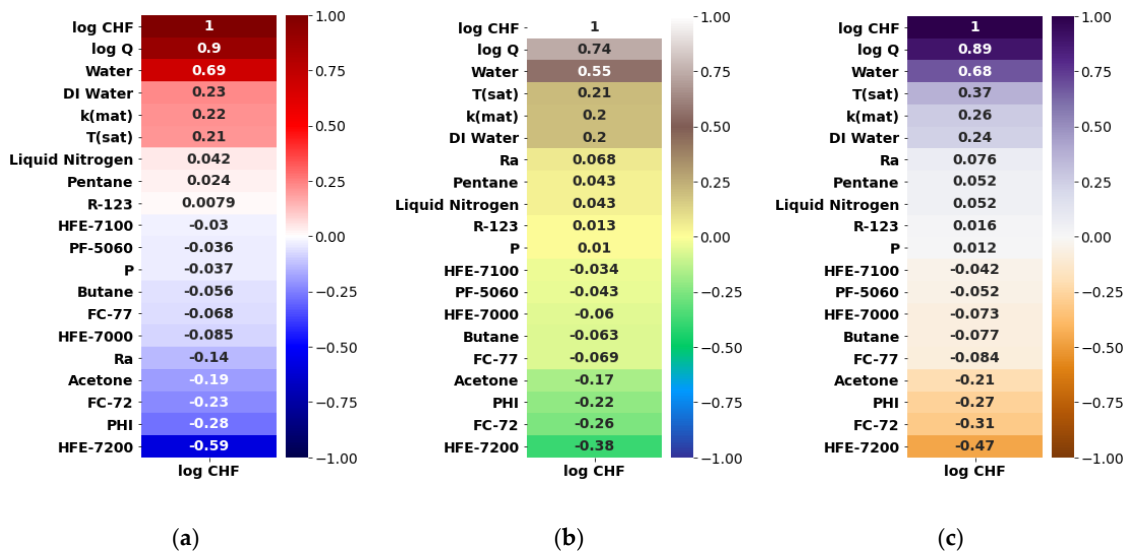 log CHF 1
log Q 0.9
Water 0.69
DI Water 0.23
k(mat) 0.22
T(sat) 0.21
Liquid Nitrogen 0.042
Pentane 0.024
R-123 0.0079
HFE-7100 -0.03
PF-5060 -0.036
P -0.037
Butane -0.056
FC-77 -0.068
HFE-7000 -0.085
Ra -0.14
Acetone -0.19
FC-72 -0.23
PHI -0.28
HFE-7200 -0.59
log CHF
1.00
0.75
0.50
0.25
0.00
−0.25
−0.50
−0.75
−1.00
(a)
log CHF 1
log Q 0.74
Water 0.55
T(sat) 0.21
k(mat) 0.2
DI Water 0.2
Ra 0.068
Pentane 0.043
Liquid Nitrogen 0.043
R-123 0.013
P 0.01
HFE-7100 -0.034
PF-5060 -0.043
HFE-7000 -0.06
Butane -0.063
FC-77 -0.069
Acetone -0.17
PHI -0.22
FC-72 -0.26
HFE-7200 -0.38
log CHF
1.00
0.75
0.50
0.25
0.00
−0.25
−0.50
−0.75
−1.00
(b)
log CHF 1
log Q 0.89
Water 0.68
T(sat) 0.37
k(mat) 0.26
DI Water 0.24
Ra 0.076
Pentane 0.052
Liquid Nitrogen 0.052
R-123 0.016
P 0.012
HFE-7100 -0.042
PF-5060 -0.052
HFE-7000 -0.073
Butane -0.077
FC-77 -0.084
Acetone -0.21
PHI -0.27
FC-72 -0.31
HFE-7200 -0.47
log CHF
1.00
0.75
0.50
0.25
0.00
−0.25
−0.50
−0.75
−1.00
(c)